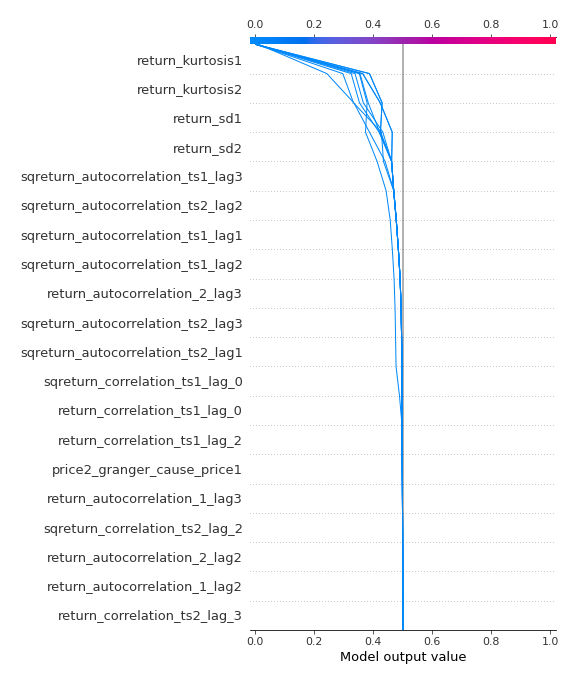 0.0 0.2 0.4 0.6 0.8 1.0
return_kurtosis1
return_kurtosis2
return_sd1
return_sd2
sqreturn_autocorrelation_ts1_lag3
sqreturn_autocorrelation_ts2_lag2
sqreturn_autocorrelation_ts1_lag1
sqreturn_autocorrelation_ts1_lag2
return_autocorrelation_2_lag3
sqreturn_autocorrelation_ts2_lag3
sqreturn_autocorrelation_ts2_lag1
sqreturn_correlation_ts1_lag_0
return_correlation_ts1_lag_0
return_correlation_ts1_lag_2
price2_granger_cause_price1
return_autocorrelation_1_lag3
sqreturn_correlation_ts2_lag_2
return_autocorrelation_2_lag2
return_autocorrelation_1_lag2
return_correlation_ts2_lag_3
0.0 0.2 0.4 0.6 0.8 1.0
Model output value